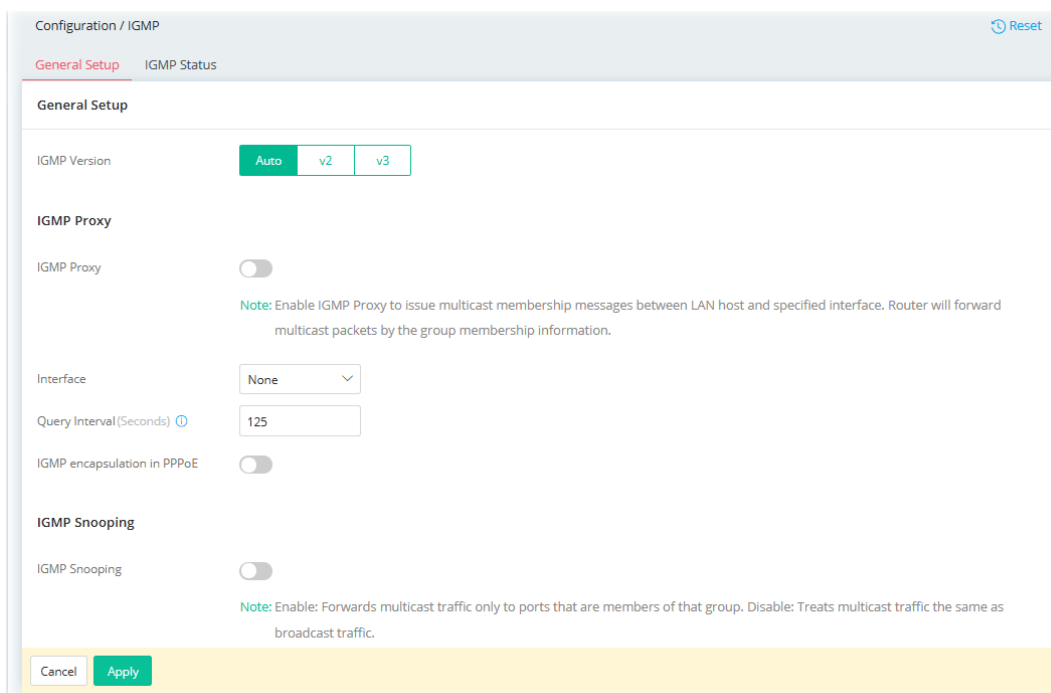 Configuration / IGMP
Reset
General Setup
IGMP Status
General Setup
IGMP Version
Auto
v2
v3
IGMP Proxy
IGMP Proxy
Note: Enable IGMP Proxy to issue multicast membership messages between LAN host and specified interface. Router will forward
multicast packets by the group membership information.
Interface
None
Query Interval(Seconds)
125
IGMP encapsulation in PPPoE
IGMP Snooping
IGMP Snooping
Note: Enable: Forwards multicast traffic only to ports that are members of that group. Disable: Treats multicast traffic the same as
broadcast traffic.
Cancel
Apply